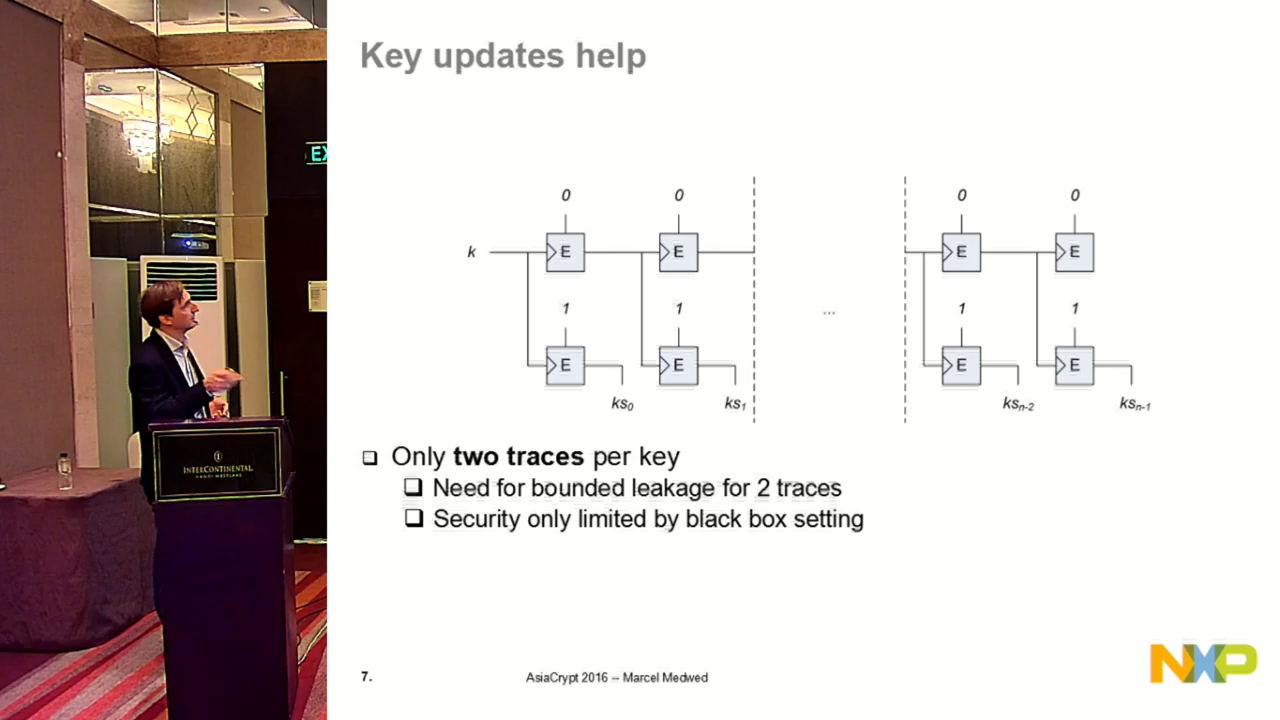 Key updates help
0 0 0 0
k E E E E
1 1 ... 1 1
E E E E
ks0 ks1 ksn-2 ksn-1
❑ Only two traces per key
❑ Need for bounded leakage for 2 traces
❑ Security only limited by black box setting
7. AsiaCrypt 2016 -- Marcel Medwed
NXP
EX
INTERCONTINENTAL
HANOI WESTLAKE